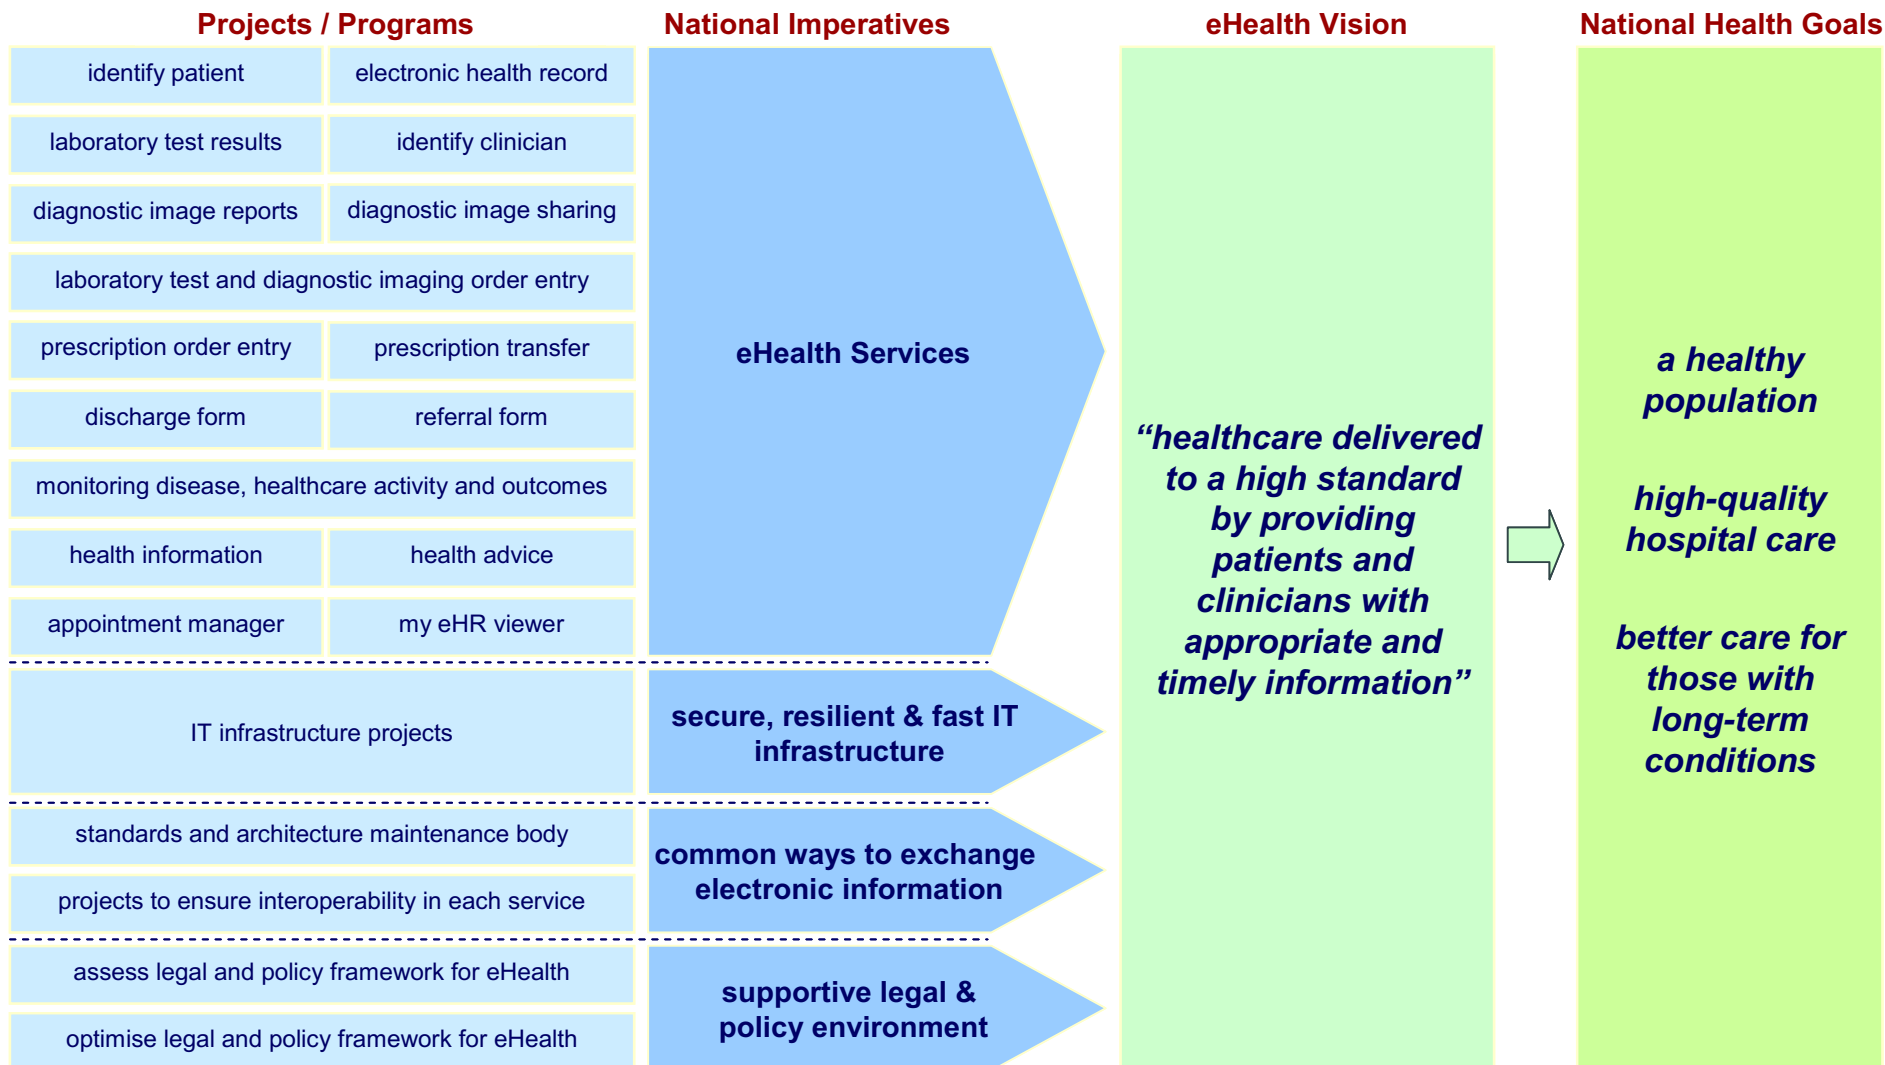 Projects / Programs
National Imperatives
eHealth Vision
National Health Goals
identify patient
electronic health record
laboratory test results
identify clinician
diagnostic image reports
diagnostic image sharing
laboratory test and diagnostic imaging order entry
prescription order entry
prescription transfer
discharge form
referral form
monitoring disease, healthcare activity and outcomes
health information
health advice
appointment manager
my eHR viewer
eHealth Services
IT infrastructure projects
secure, resilient & fast IT
infrastructure
standards and architecture maintenance body
projects to ensure interoperability in each service
common ways to exchange
electronic information
assess legal and policy framework for eHealth
optimise legal and policy framework for eHealth
supportive legal &
policy environment
“healthcare delivered
to a high standard
by providing
patients and
clinicians with
appropriate and
timely information”
a healthy
population
high-quality
hospital care
better care for
those with
long-term
conditions